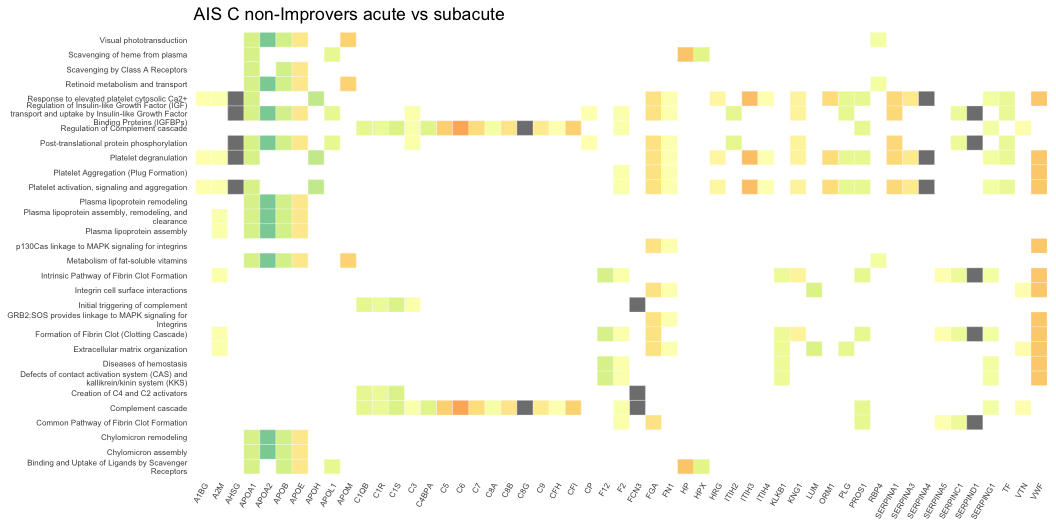 AIS C non-Improvers acute vs subacute
Visual phototransduction
Scavenging of heme from plasma
Scavenging by Class A Receptors
Retinoid metabolism and transport
Response to elevated platelet cytosolic Ca2+
Regulation of Insulin-like Growth Factor (IGF)
transport and uptake by Insulin-like Growth Factor
Binding Proteins (IGFBPs)
Regulation of Complement cascade
Post-translational protein phosphorylation
Platelet degranulation
Platelet Aggregation (Plug Formation)
Platelet activation, signaling and aggregation
Plasma lipoprotein remodeling
Plasma lipoprotein assembly, remodeling, and
clearance
Plasma lipoprotein assembly
p130Cas linkage to MAPK signaling for integrins
Metabolism of fat-soluble vitamins
Intrinsic Pathway of Fibrin Clot Formation
Integrin cell surface interactions
Initial triggering of complement
GRB2:SOS provides linkage to MAPK signaling for
Integrins
Formation of Fibrin Clot (Clotting Cascade)
Extracellular matrix organization
Diseases of hemostasis
Defects of contact activation system (CAS) and
kallikrein/kinin system (KKS)
Creation of C4 and C2 activators
Complement cascade
Common Pathway of Fibrin Clot Formation
Chylomicron remodeling
Chylomicron assembly
Binding and Uptake of Ligands by Scavenger
Receptors
A1BG
A2M
AHSG
APOA1
APOA2
APOB
APOE
APOH
APOL1
APOM
C1QB
C1R
C1S
C3
C4BPA
C5
C6
C7
C8A
C8B
C8G
C9
CFH
CFI
CP
F12
F2
FCN3
FGA
FN1
HP
HPX
HRG
ITIH2
ITIH3
ITIH4
KLKB1
KNG1
LUM
ORM1
PLG
PROS1
RBP4
SERPINA1
SERPINA3
SERPINA4
SERPINA5
SERPINC1
SERPIND1
SERPING1
TF
VTN
VWF